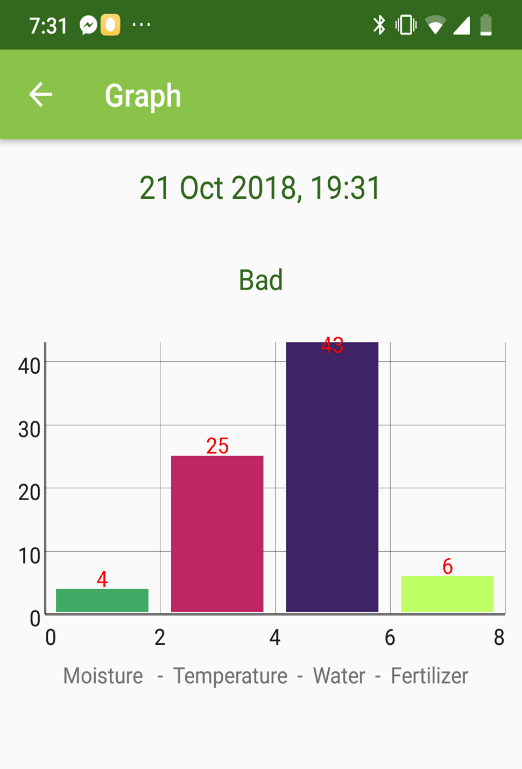 7:31 ...
Graph
21 Oct 2018, 19:31
Bad
43
40
30
25
20
10
6
4
0
0 2 4 6 8
Moisture - Temperature - Water - Fertilizer